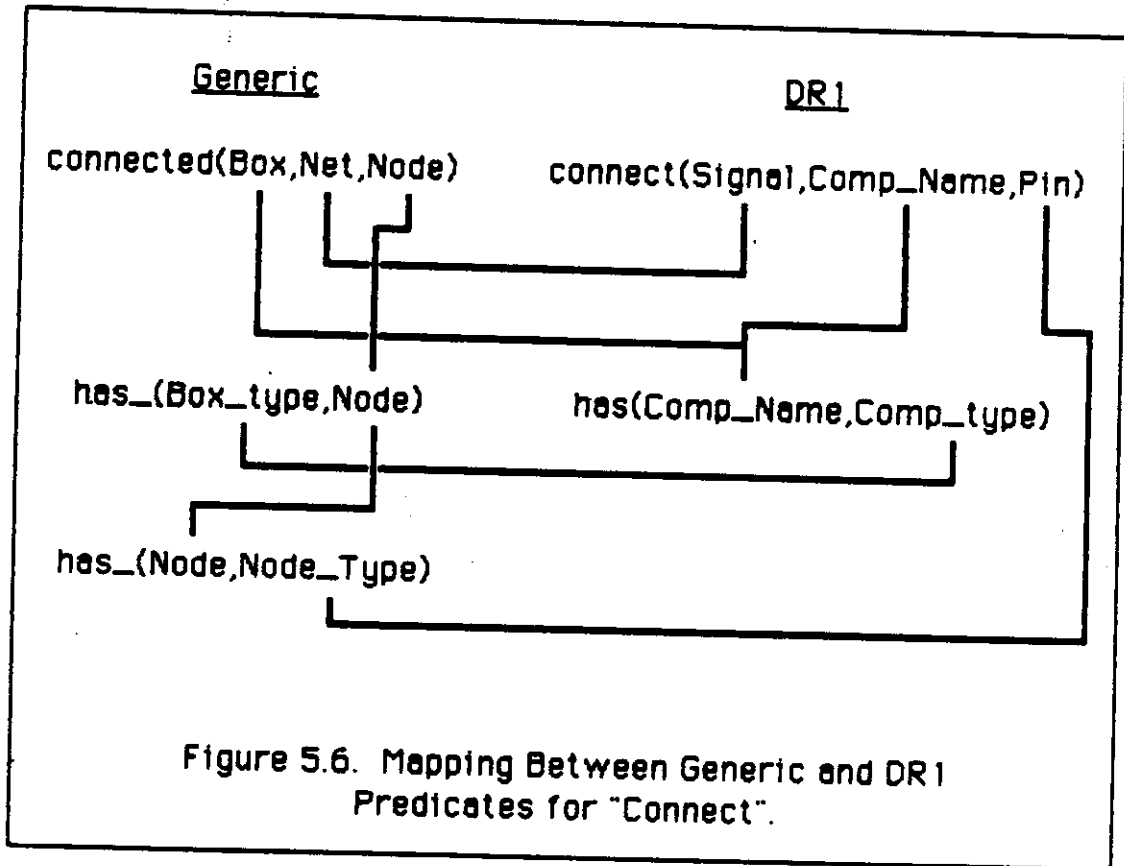 Generic
DR1
connected(Box,Net,Node)
connect(Signal,Comp_Name,Pin)
has_(Box_type,Node)
has(Comp_Name,Comp_type)
has_(Node,Node_Type)
Figure 5.6. Mapping Between Generic and DR1
Predicates for "Connect".